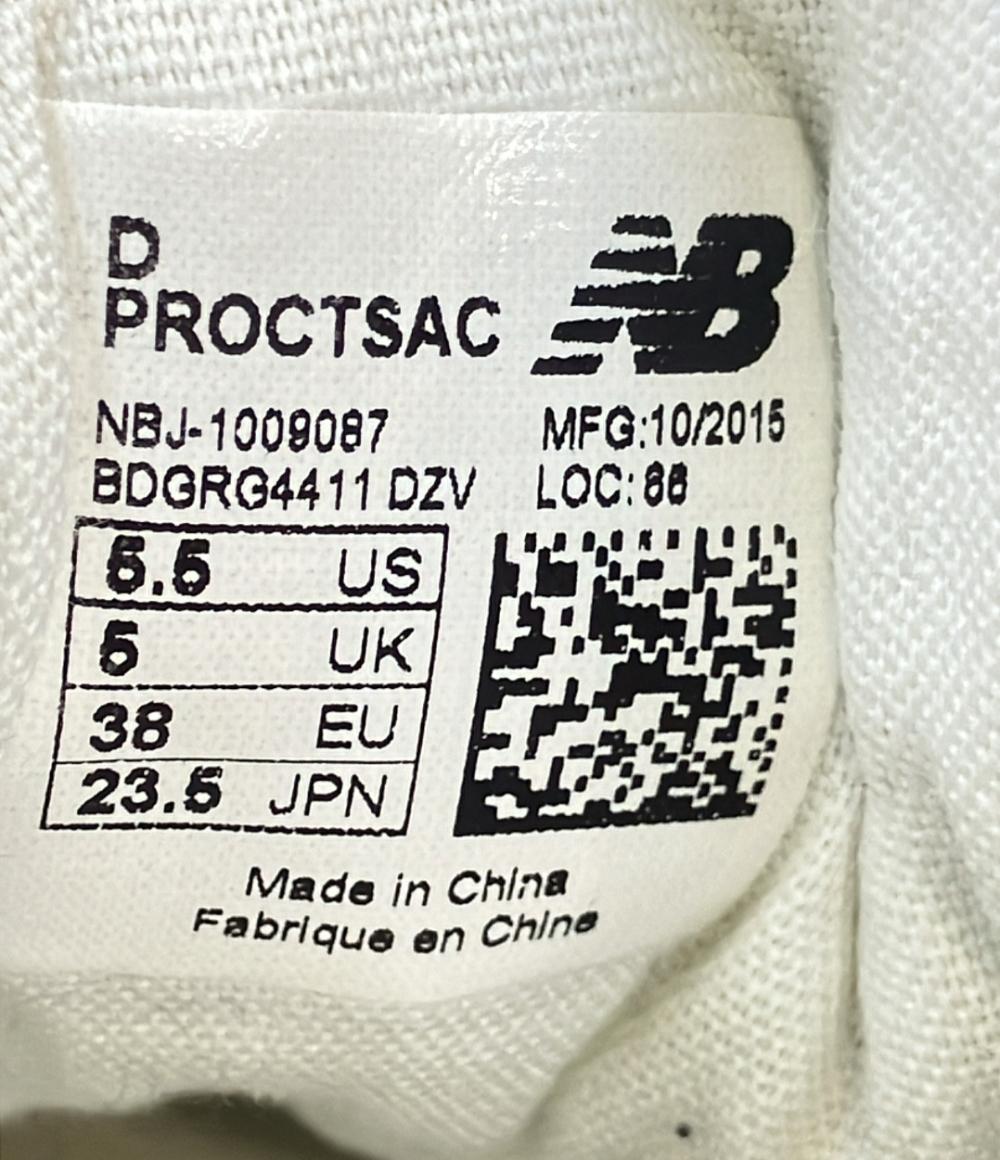 D
PROCTSAC
NB
NBJ-1009087
MFG:10/2015
BDGRG4411 DZV
LOC:
5.5 US
5 UK
38 EU
23.5 JPN
Made in China
Fabrique en Chine